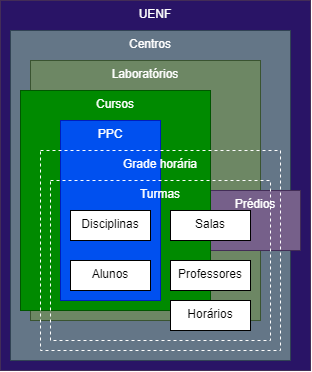 UENF
Centros
Laboratórios
Cursos
PPC
Grade horária
Turmas
Prédios
Disciplinas
Salas
Alunos
Professores
Horários